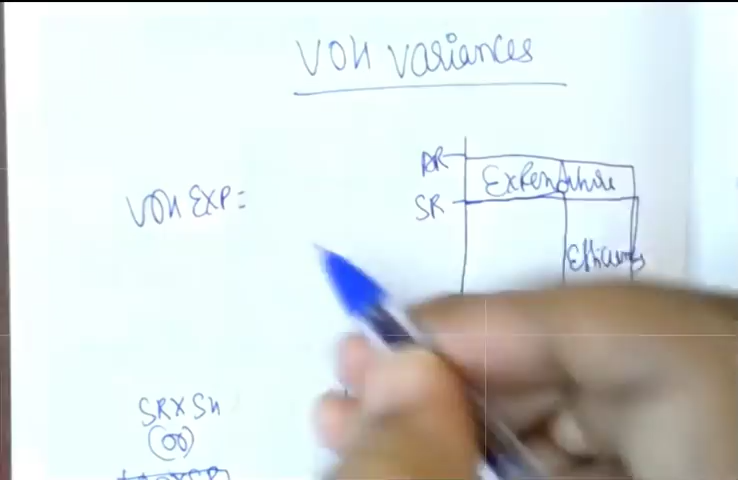 VOH Variances
AR
Expenditure
SR
VOH EXP =
Efficiency
SR x SH
(or)